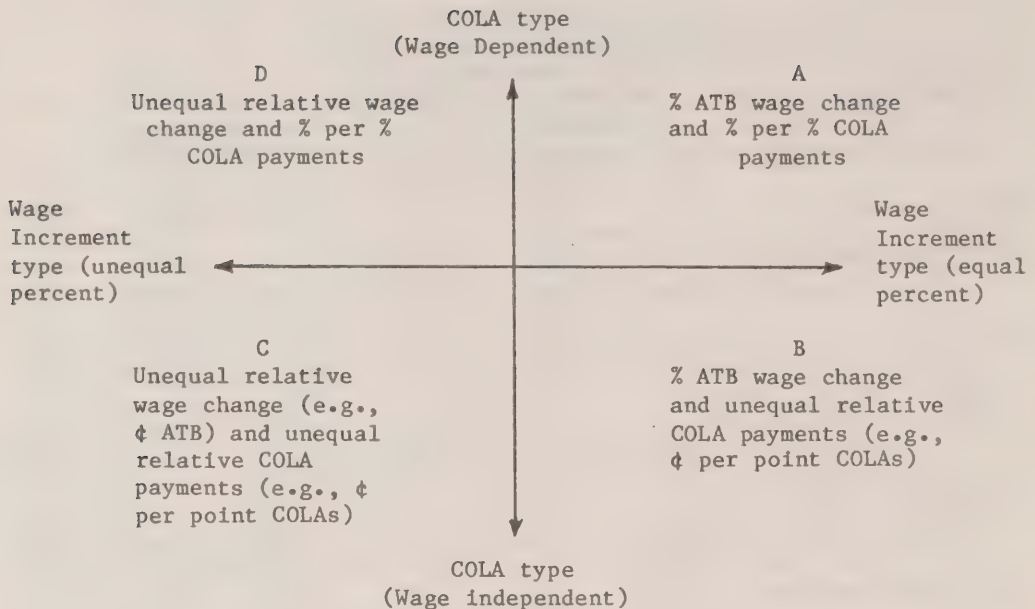 COLA type
(Wage Dependent)
D
Unequal relative wage
change and % per %
COLA payments
A
% ATB wage change
and % per % COLA
payments
Wage
Increment
type (unequal
percent)
Wage
Increment
type (equal
percent)
C
Unequal relative
wage change (e.g.,
¢ ATB) and unequal
relative COLA
payments (e.g., ¢
per point COLAs)
B
% ATB wage change
and unequal relative
COLA payments (e.g.,
¢ per point COLAs)
COLA type
(Wage independent)